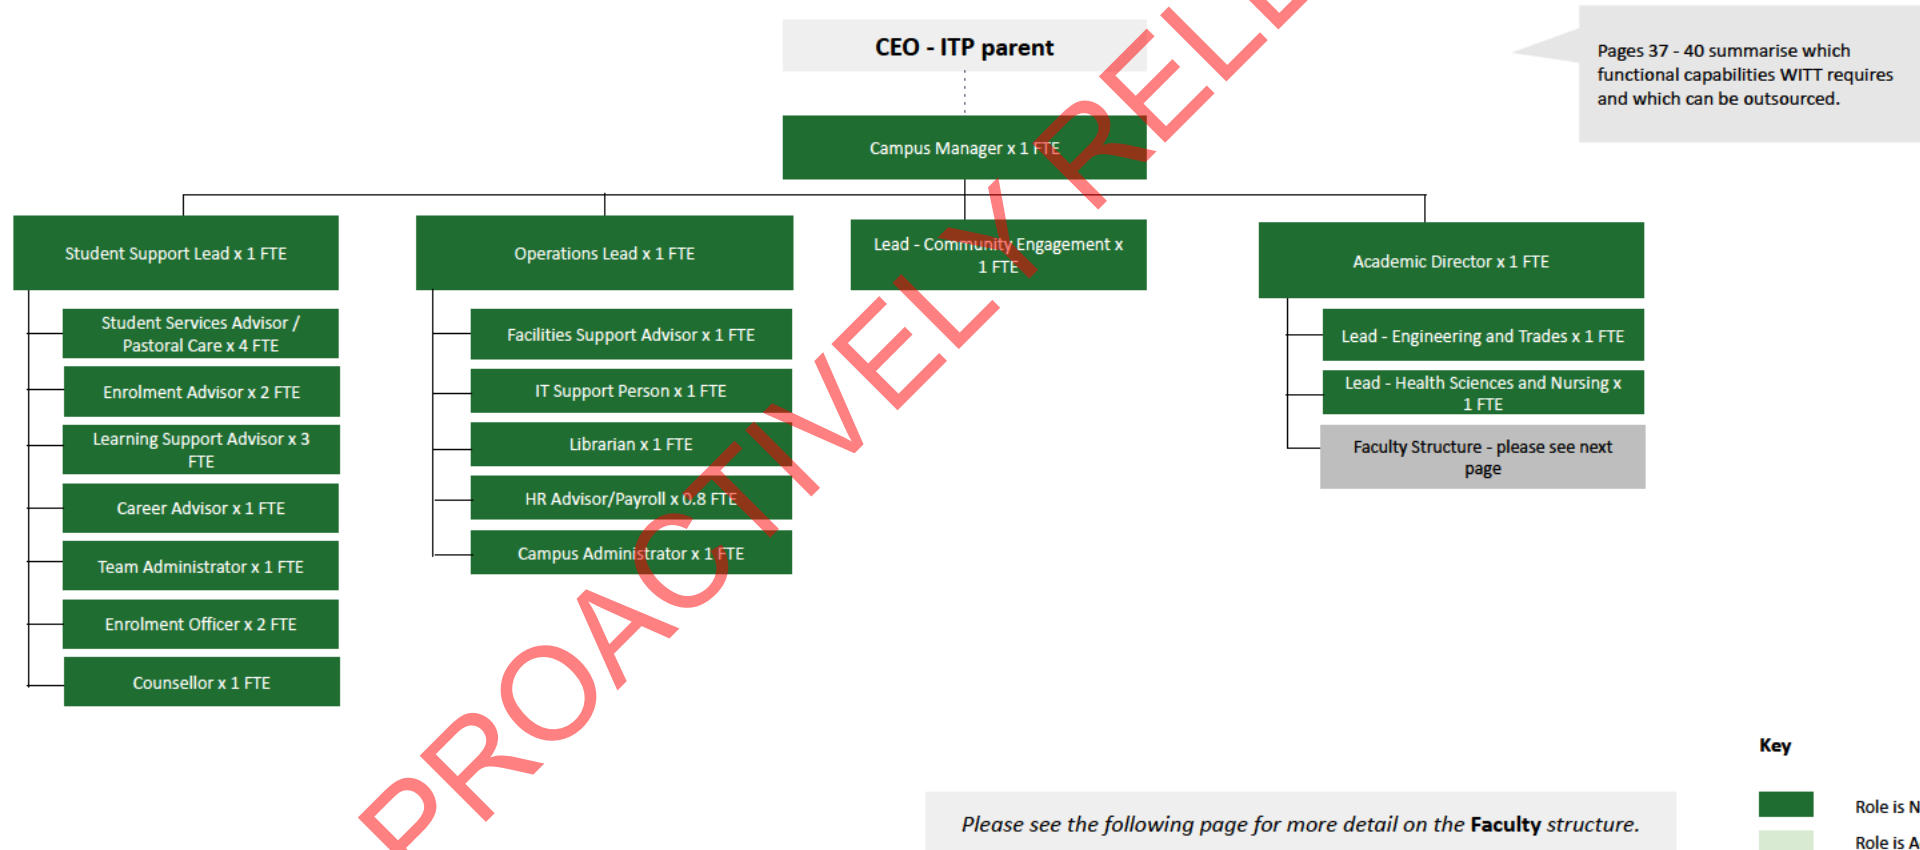 CEO - ITP parent
Pages 37 - 40 summarise which
functional capabilities WITT requires
and which can be outsourced.
Campus Manager x 1 FTE
Student Support Lead x 1 FTE
Operations Lead x 1 FTE
Lead - Community Engagement x
1 FTE
Academic Director x 1 FTE
Student Services Advisor /
Pastoral Care x 4 FTE
Enrolment Advisor x 2 FTE
Learning Support Advisor x 3
FTE
Career Advisor x 1 FTE
Team Administrator x 1 FTE
Enrolment Officer x 2 FTE
Counsellor x 1 FTE
Facilities Support Advisor x 1 FTE
IT Support Person x 1 FTE
Librarian x 1 FTE
HR Advisor/Payroll x 0.8 FTE
Campus Administrator x 1 FTE
Lead - Engineering and Trades x 1 FTE
Lead - Health Sciences and Nursing x
1 FTE
Faculty Structure - please see next
page
Key
Role is N
Role is A
Please see the following page for more detail on the Faculty structure.
PROACTIVELY RELE